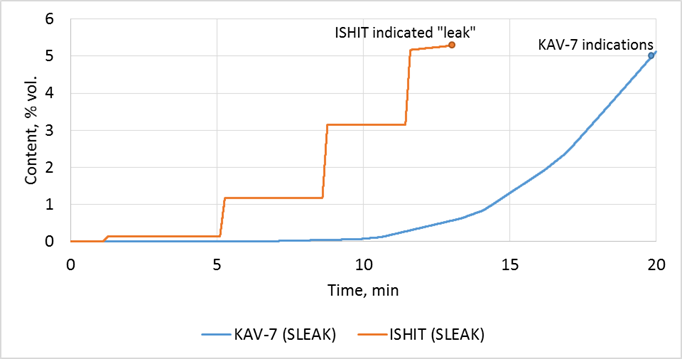 6
ISHIT indicated "leak"
KAV-7 indications
5
4
3
2
1
0
Content, % vol.
0 5 10 15 20
Time, min
KAV-7 (SLEAK) ISHIT (SLEAK)